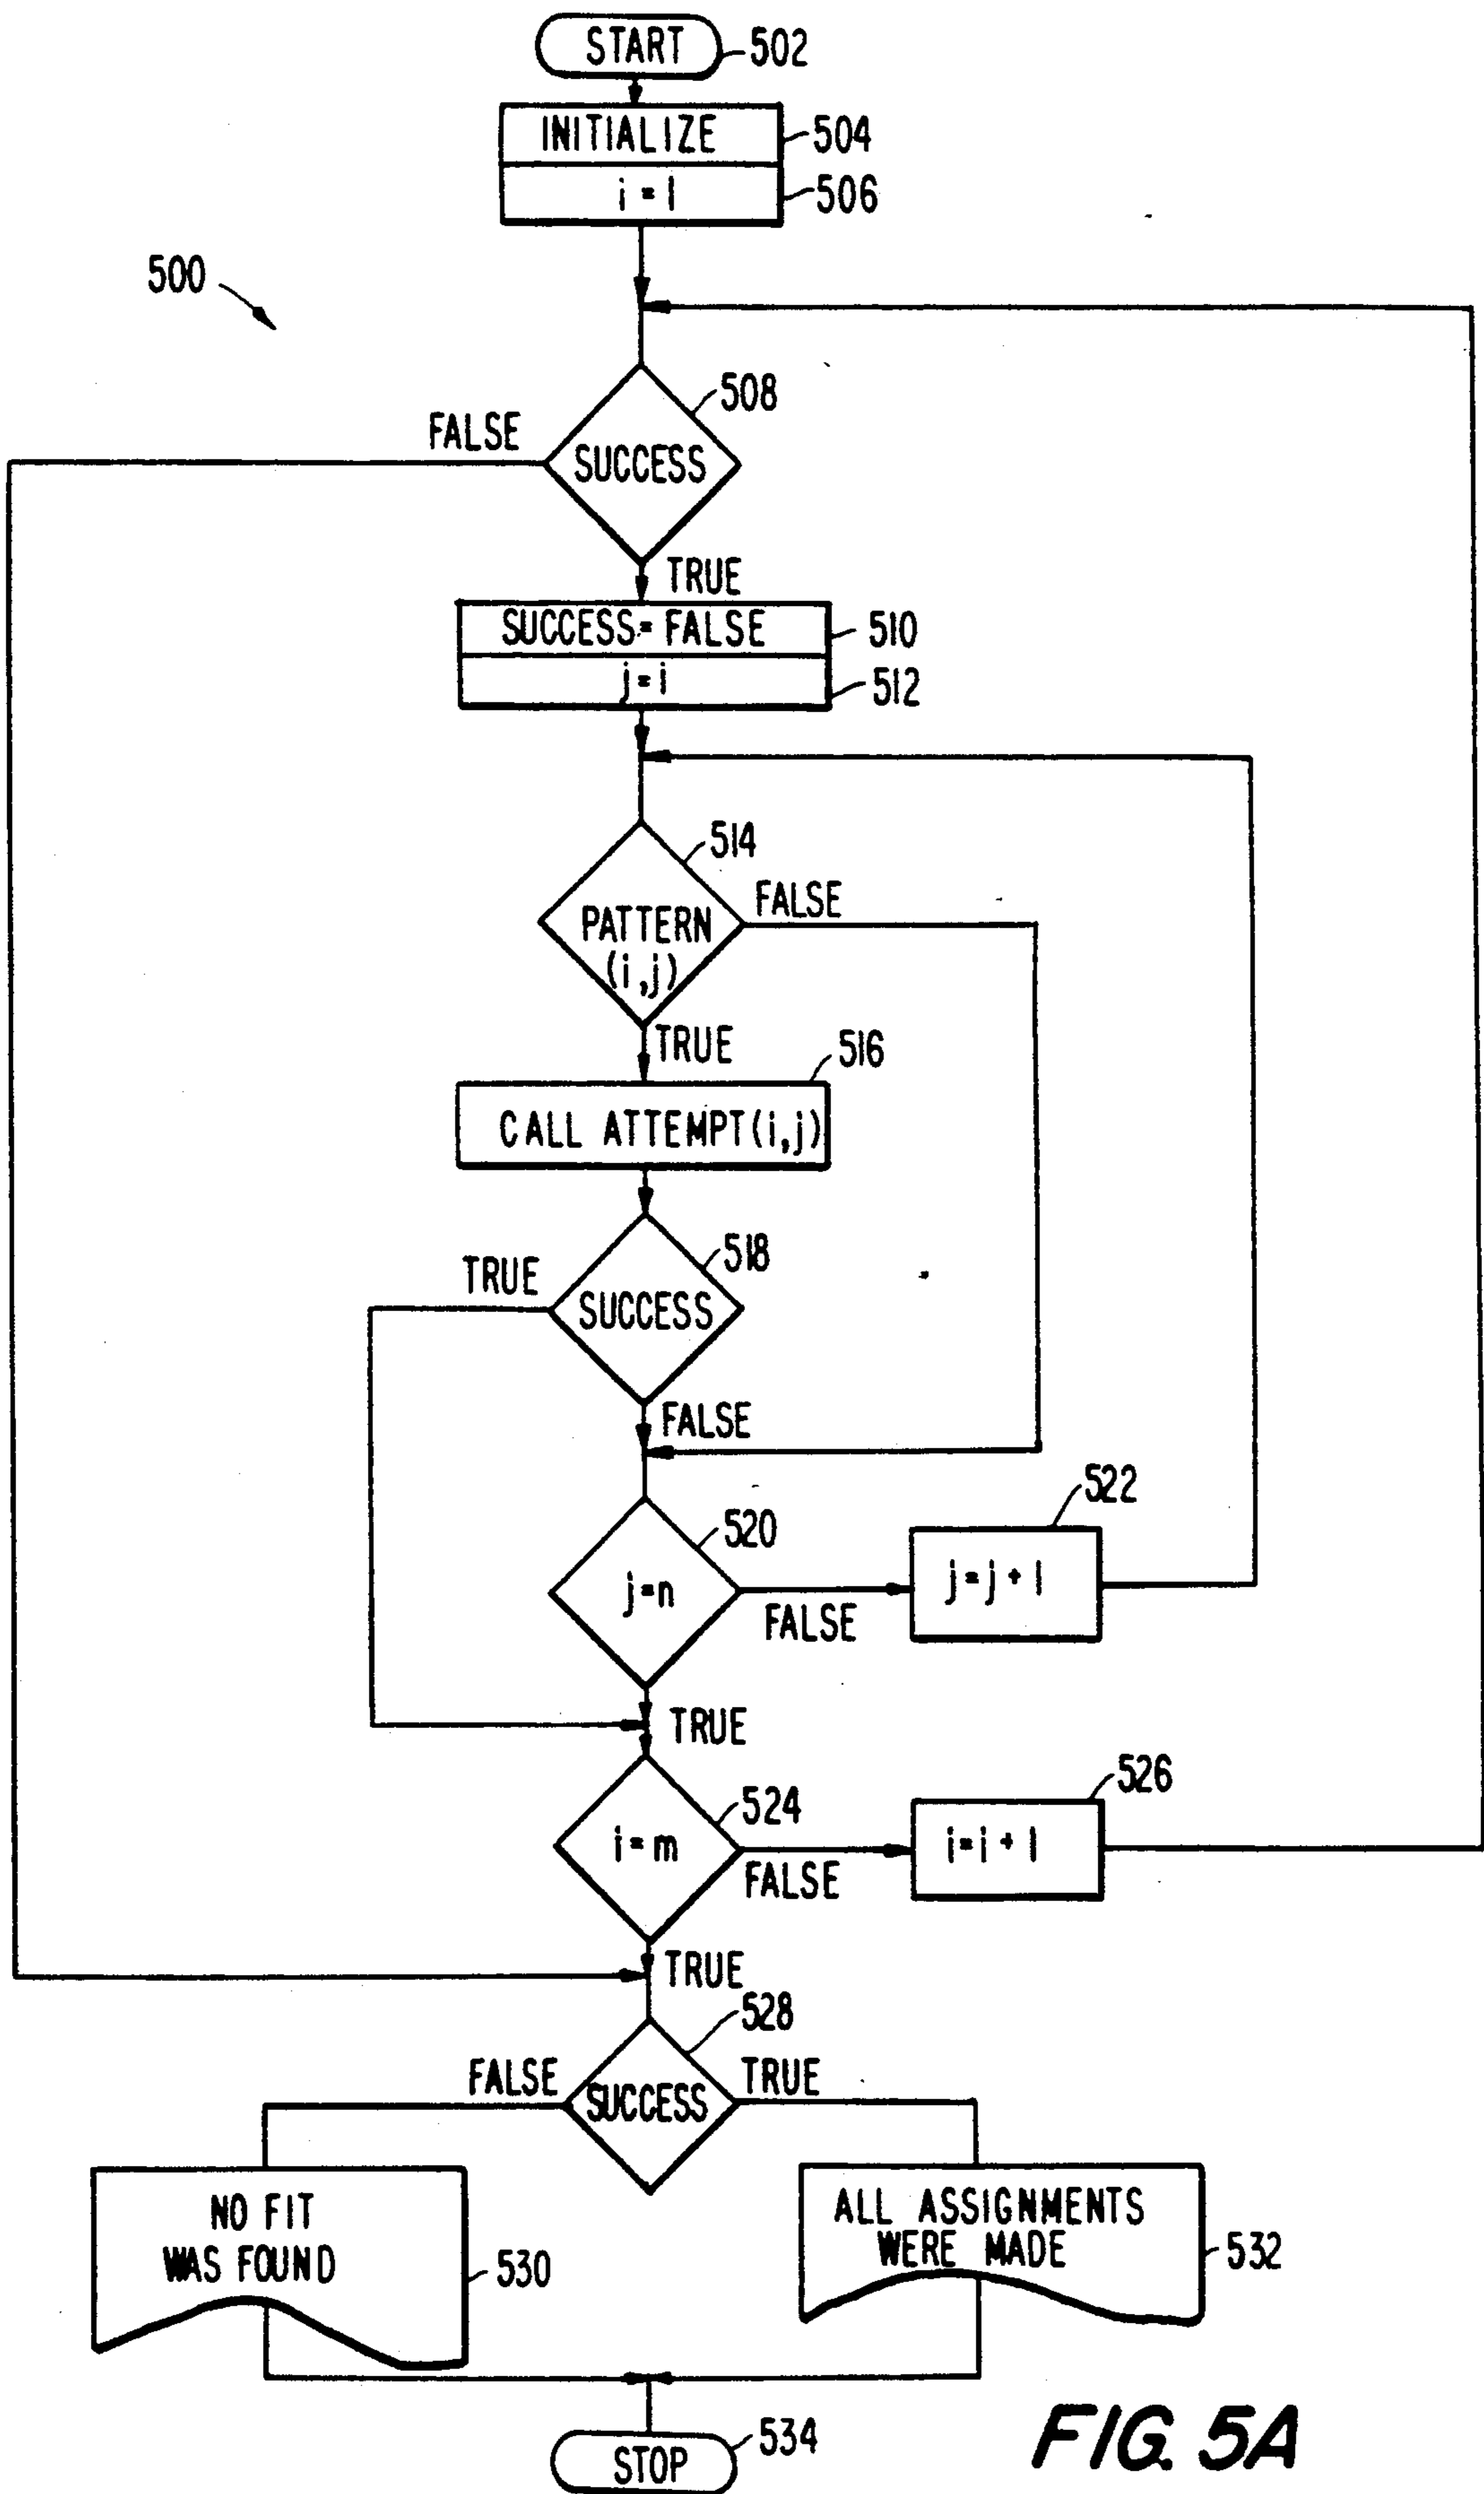 START
502
INITIALIZE
504
i = 1
506
500
508
FALSE
SUCCESS
TRUE
SUCCESS = FALSE
510
j = i
512
514
FALSE
PATTERN
(i,j)
TRUE
516
CALL ATTEMPT(i,j)
518
TRUE
SUCCESS
FALSE
522
520
j=n
j=j+1
FALSE
TRUE
526
524
i=m
i=i+1
FALSE
TRUE
528
FALSE
TRUE
SUCCESS
NO FIT
WAS FOUND
530
ALL ASSIGNMENTS
WERE MADE
532
534
STOP
FIG. 5A